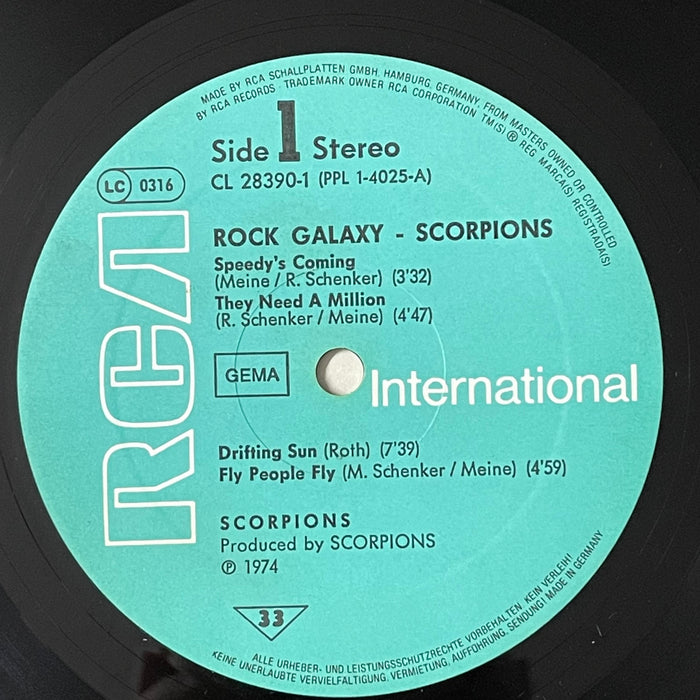 MADE BY RCA SCHALLPLATTEN GMBH, HAMBURG, GERMANY, FROM MASTERS OWNED OR CONTROLLED
BY RCA RECORDS · TRADEMARK OWNER RCA CORPORATION TM(S) ® REG. MARCA(S) REGISTRADA(S)
Side 1 Stereo
CL 28390-1 (PPL 1-4025-A)
LC 0316
RCA
ROCK GALAXY - SCORPIONS
Speedy's Coming
(Meine / R. Schenker) (3'32)
They Need A Million
(R. Schenker / Meine) (4'47)
GEMA
International
Drifting Sun (Roth) (7'39)
Fly People Fly (M. Schenker / Meine) (4'59)
SCORPIONS
Produced by SCORPIONS
℗ 1974
33
ALLE URHEBER- UND LEISTUNGSSCHUTZRECHTE VORBEHALTEN. KEIN VERLEIH!
KEINE UNERLAUBTE VERVIELFÄLTIGUNG, VERMIETUNG, AUFFÜHRUNG, SENDUNG! MADE IN GERMANY